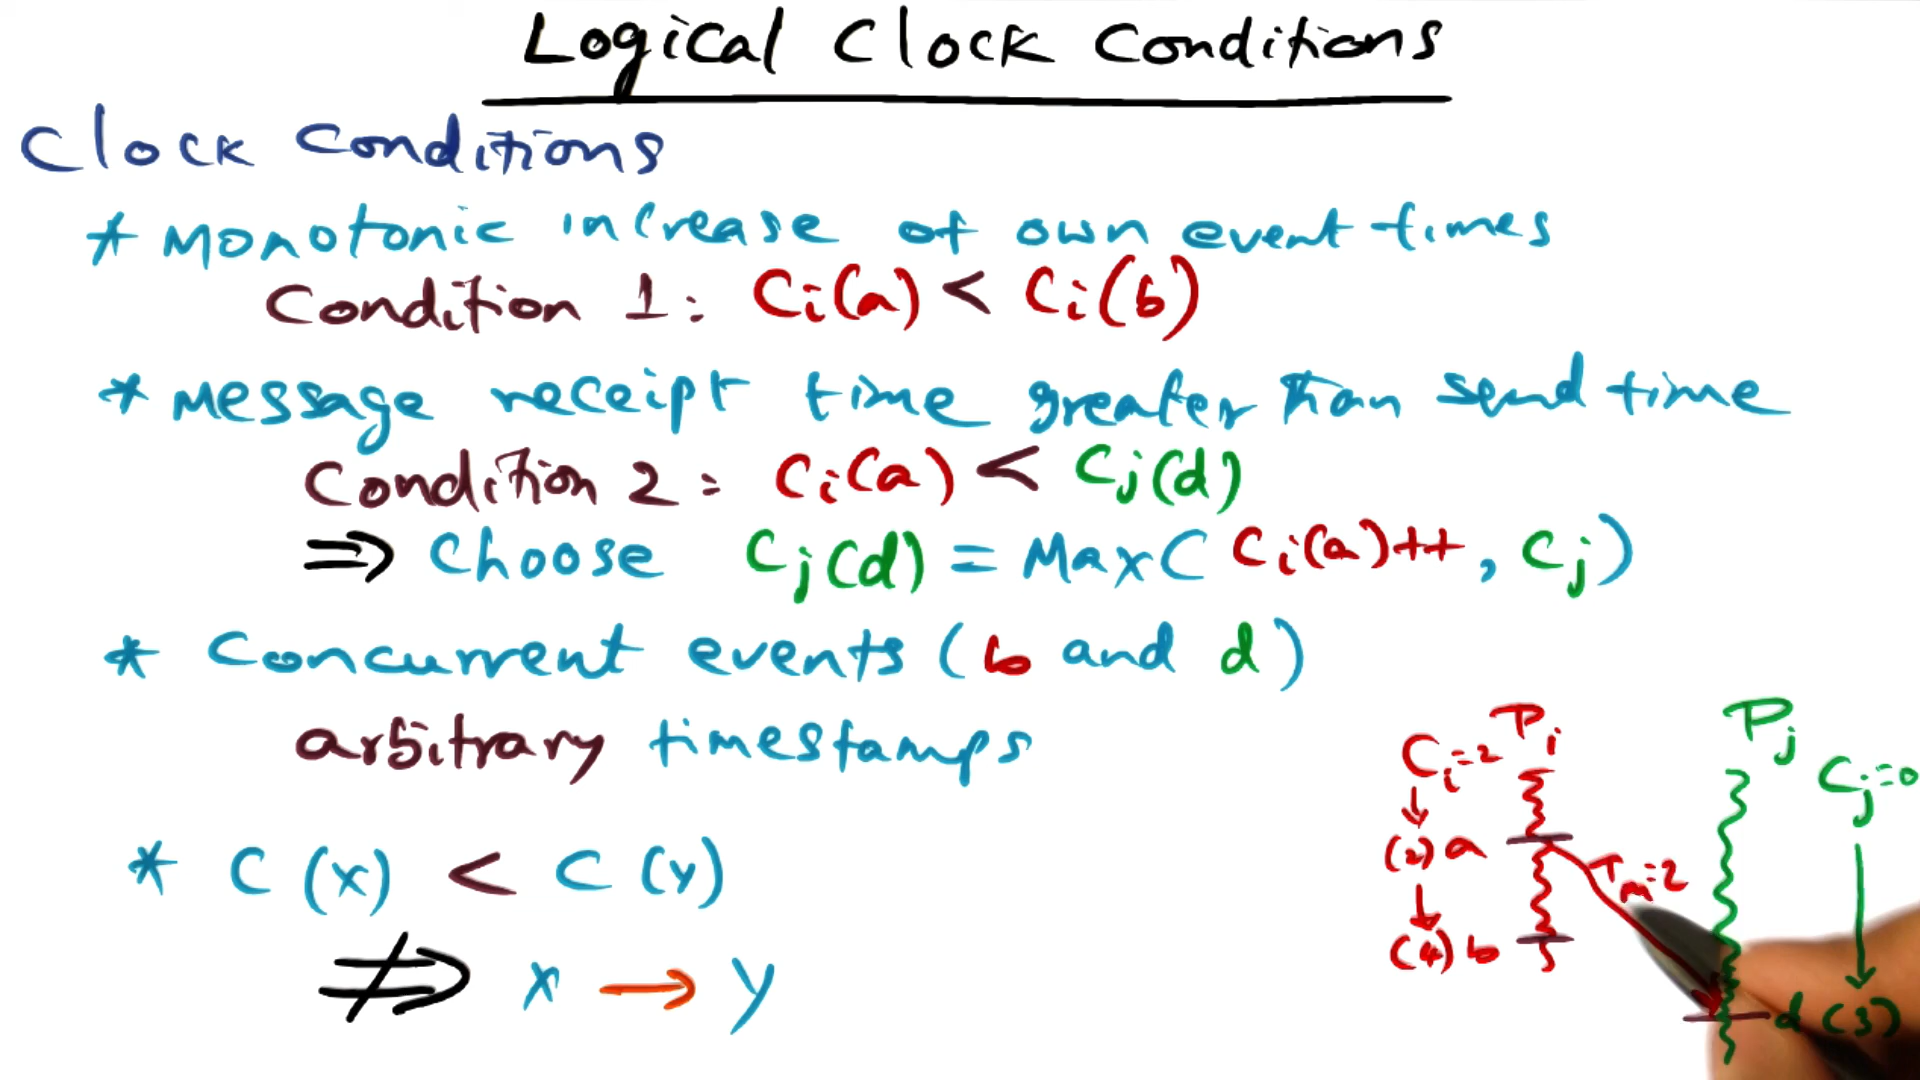 Logical Clock Conditions
Clock Conditions
* Monotonic increase of own event times
Condition 1: Ci(a) < Ci(b)
* Message receipt time greater than send time
Condition 2: Ci(a) < Cj(d)
⇒ Choose Cj(d) = Max( Ci(a)++, Cj)
* Concurrent events (b and d)
arbitrary timestamps
* C (x) < C (y)
⇏ x → y
Pi
Pj
Ci=2
Cj=0
↓
(2) a
Tm=2
↓
(4) b
d (3)